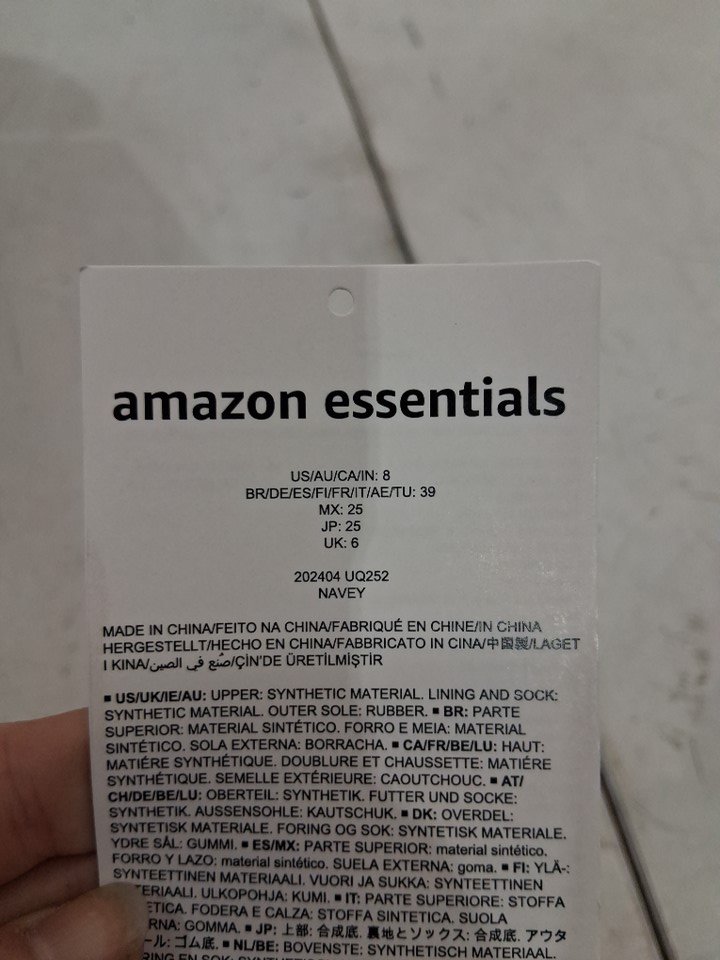 amazon essentials
US/AU/CA/IN: 8
BR/DE/ES/FI/FR/IT/AE/TU: 39
MX: 25
JP: 25
UK: 6
202404 UQ252
NAVEY
MADE IN CHINA/FEITO NA CHINA/FABRIQUÉ EN CHINE/IN CHINA
HERGESTELLT/HECHO EN CHINA/FABBRICATO IN CINA/中国製/LAGET
I KINA/صُنع في الصين/ÇİN'DE ÜRETİLMİŞTİR
■ US/UK/IE/AU: UPPER: SYNTHETIC MATERIAL. LINING AND SOCK:
SYNTHETIC MATERIAL. OUTER SOLE: RUBBER. ■ BR: PARTE
SUPERIOR: MATERIAL SINTÉTICO. FORRO E MEIA: MATERIAL
SINTÉTICO. SOLA EXTERNA: BORRACHA. ■ CA/FR/BE/LU: HAUT:
MATIÉRE SYNTHÉTIQUE. DOUBLURE ET CHAUSSETTE: MATIÉRE
SYNTHÉTIQUE. SEMELLE EXTÉRIEURE: CAOUTCHOUC. ■ AT/
CH/DE/BE/LU: OBERTEIL: SYNTHETIK. FUTTER UND SOCKE:
SYNTHETIK. AUSSENSOHLE: KAUTSCHUK. ■ DK: OVERDEL:
SYNTETISK MATERIALE. FORING OG SOK: SYNTETISK MATERIALE.
YDRE SÅL: GUMMI. ■ ES/MX: PARTE SUPERIOR: material sintético.
FORRO Y LAZO: material sintético. SUELA EXTERNA: goma. ■ FI: YLÄ-:
SYNTEETTINEN MATERIAALI. VUORI JA SUKKA: SYNTEETTINEN
TERIAALI. ULKOPOHJA: KUMI. ■ IT: PARTE SUPERIORE: STOFFA
ETICA. FODERA E CALZA: STOFFA SINTETICA. SUOLA
RNA: GOMMA. ■ JP: 上部: 合成底. 裏地とソックス: 合成底. アウタ
ール: ゴム底. ■ NL/BE: BOVENSTE: SYNTHETISCH MATERIAAL.